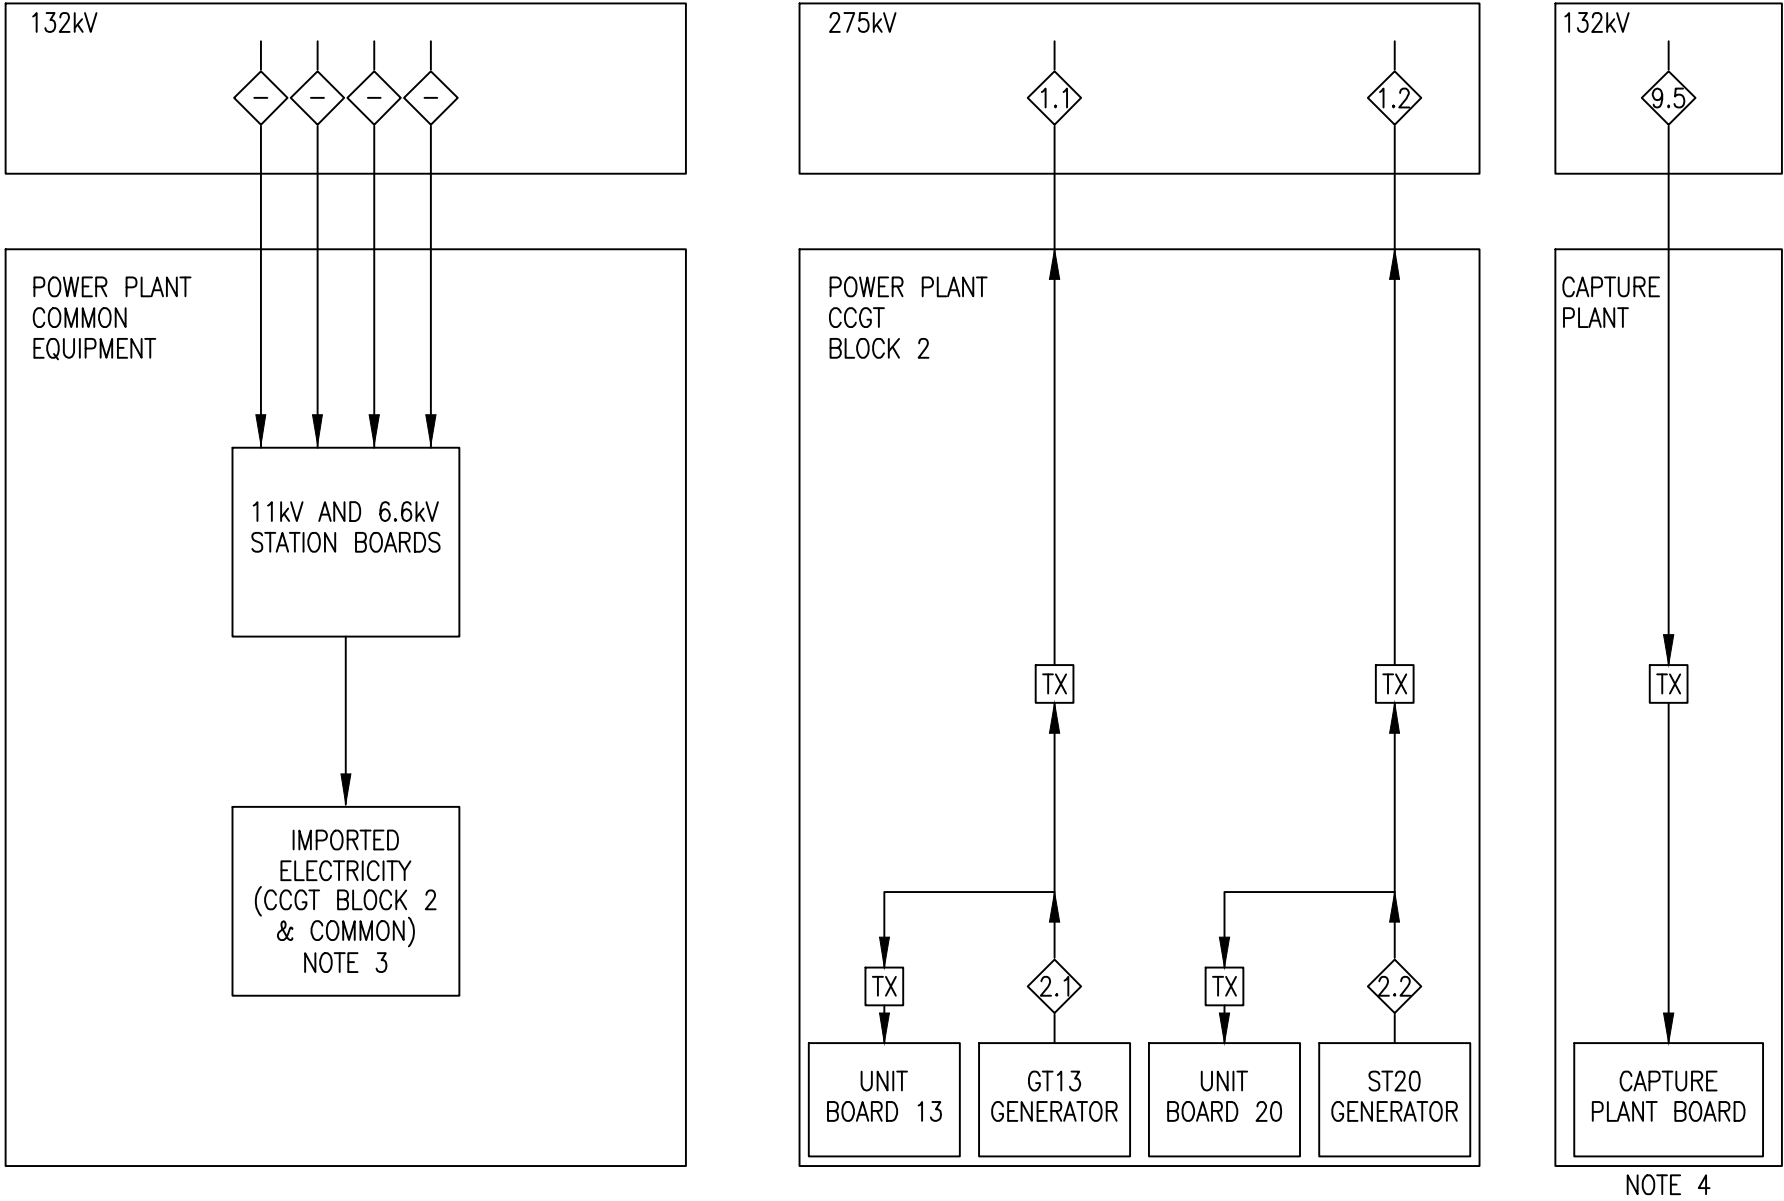 132kV
- - - -
POWER PLANT
COMMON
EQUIPMENT
11kV AND 6.6kV
STATION BOARDS
IMPORTED
ELECTRICITY
(CCGT BLOCK 2
& COMMON)
NOTE 3
275kV
1.1
1.2
POWER PLANT
CCGT
BLOCK 2
TX
TX
TX
2.1
TX
2.2
UNIT
BOARD 13
GT13
GENERATOR
UNIT
BOARD 20
ST20
GENERATOR
132kV
9.5
CAPTURE
PLANT
TX
CAPTURE
PLANT BOARD
NOTE 4